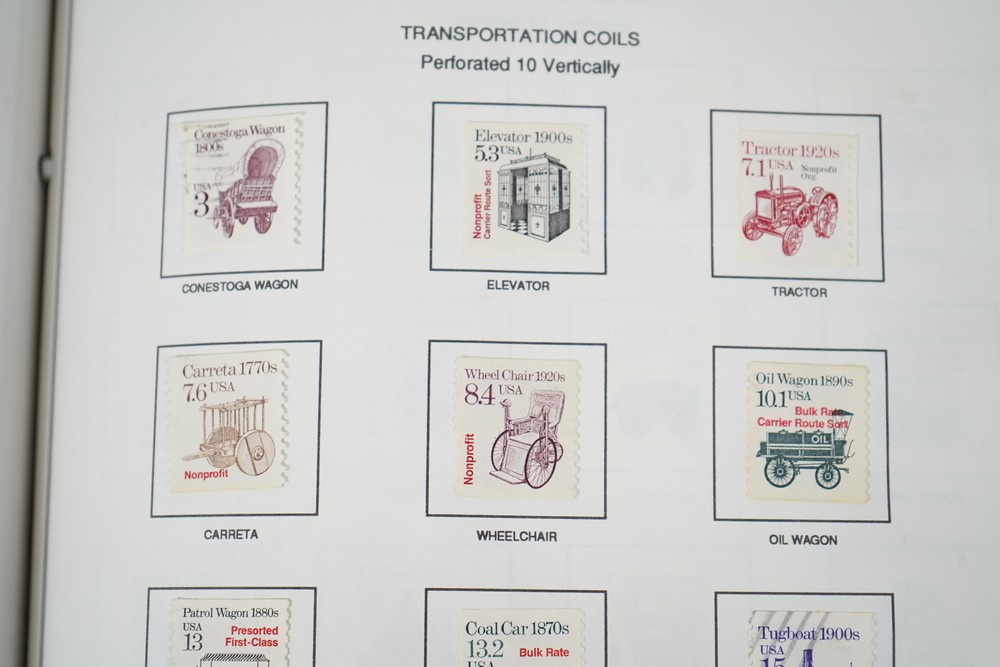 TRANSPORTATION COILS
Perforated 10 Vertically
Conestoga Wagon
1800s
USA
3
CONESTOGA WAGON
Elevator 1900s
5.3 USA
Nonprofit
Carrier Route Sort
ELEVATOR
Tractor 1920s
7.1 USA Nonprofit
Org.
TRACTOR
Carreta 1770s
7.6 USA
Nonprofit
CARRETA
Wheel Chair 1920s
8.4 USA
Nonprofit
WHEELCHAIR
Oil Wagon 1890s
10.1 USA
Bulk Rate
Carrier Route Sort
OIL
OIL WAGON
Patrol Wagon 1880s
USA
13 Presorted
First-Class
Coal Car 1870s
13.2 Bulk Rate
USA
Tugboat 1900s
USA
15